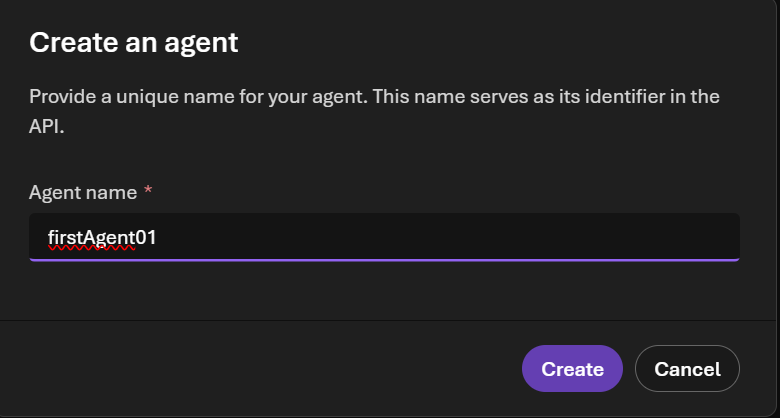 Create an agent
Provide a unique name for your agent. This name serves as its identifier in the
API.
Agent name *
firstAgent01
Create
Cancel